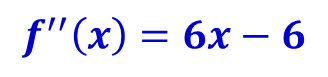 f''(x) = 6x − 6